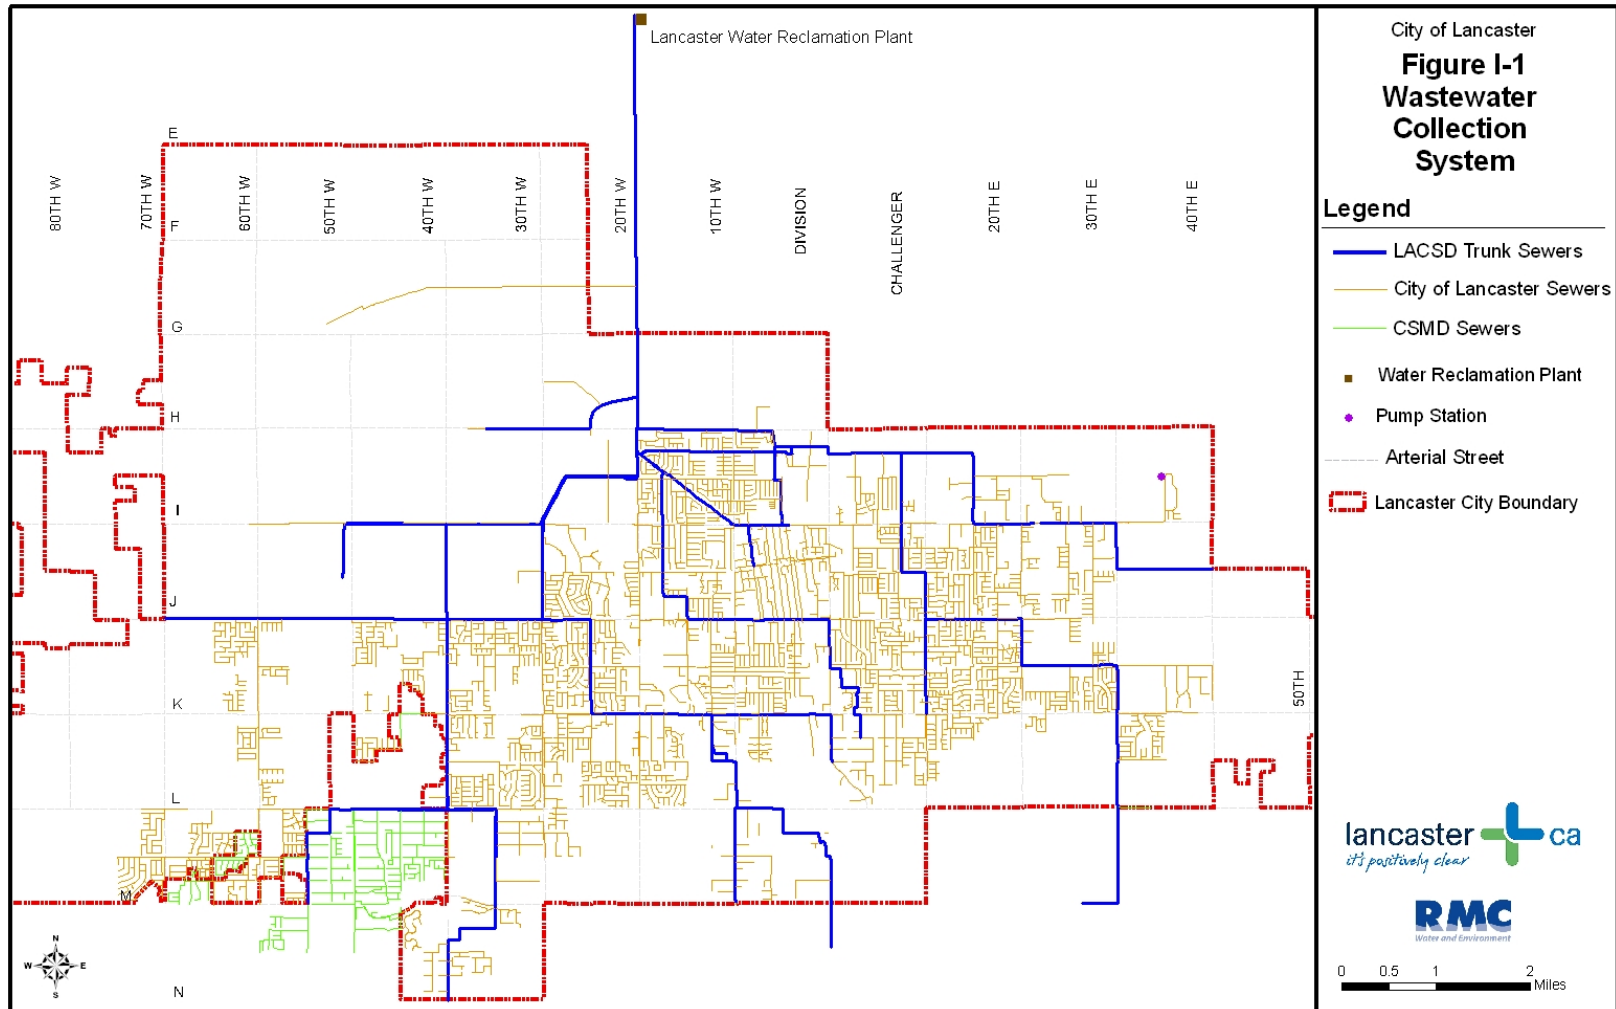 Lancaster Water Reclamation Plant
E
80TH W
70TH W
60TH W
50TH W
40TH W
30TH W
20TH W
10TH W
DIVISION
CHALLENGER
20TH E
30TH E
40TH E
F
G
H
I
J
K
50TH
L
M
N
N
W
E
S
City of Lancaster
Figure I-1
Wastewater
Collection
System
Legend
LACSD Trunk Sewers
City of Lancaster Sewers
CSMD Sewers
Water Reclamation Plant
Pump Station
Arterial Street
Lancaster City Boundary
lancaster ca
it's positively clear
RMC
Water and Environment
0 0.5 1 2
Miles